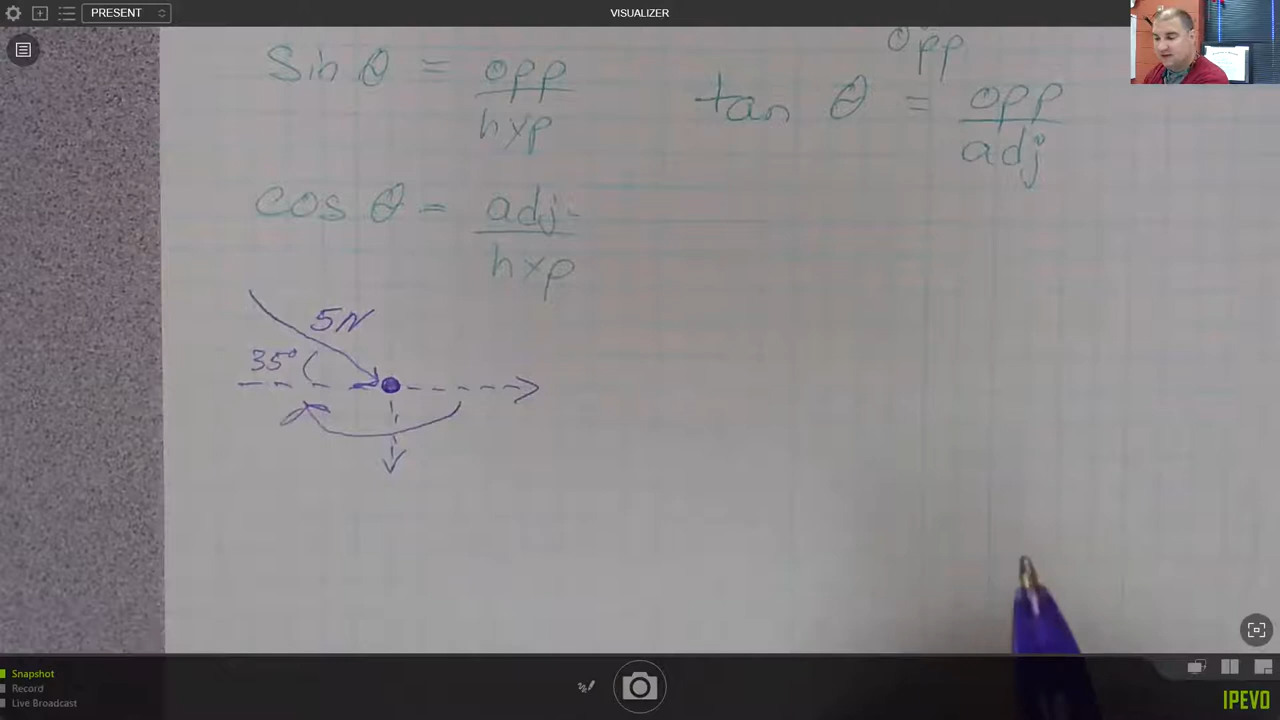 PRESENT
VISUALIZER
opp
Sin θ = opp
hyp
tan θ = opp
adj
cos θ = adj.
hyp
5N
35°
Snapshot
Record
Live Broadcast
IPEVO